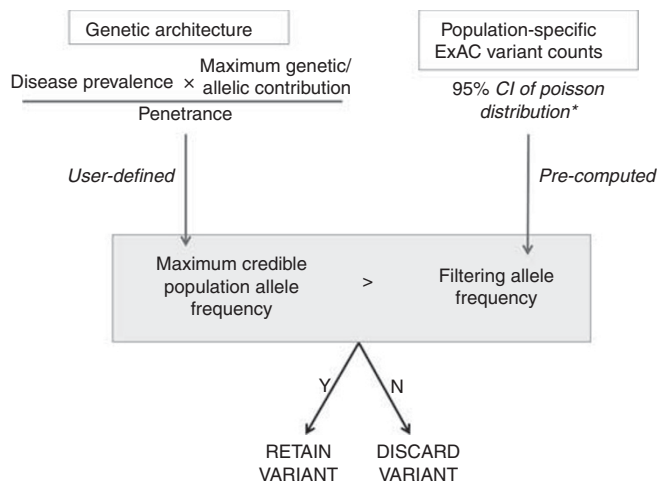 Genetic architecture
Disease prevalence × Maximum genetic/
allelic contribution
Penetrance
User-defined
Population-specific
ExAC variant counts
95% CI of poisson
distribution*
Pre-computed
Maximum credible
population allele
frequency
>
Filtering allele
frequency
Y
N
RETAIN
VARIANT
DISCARD
VARIANT